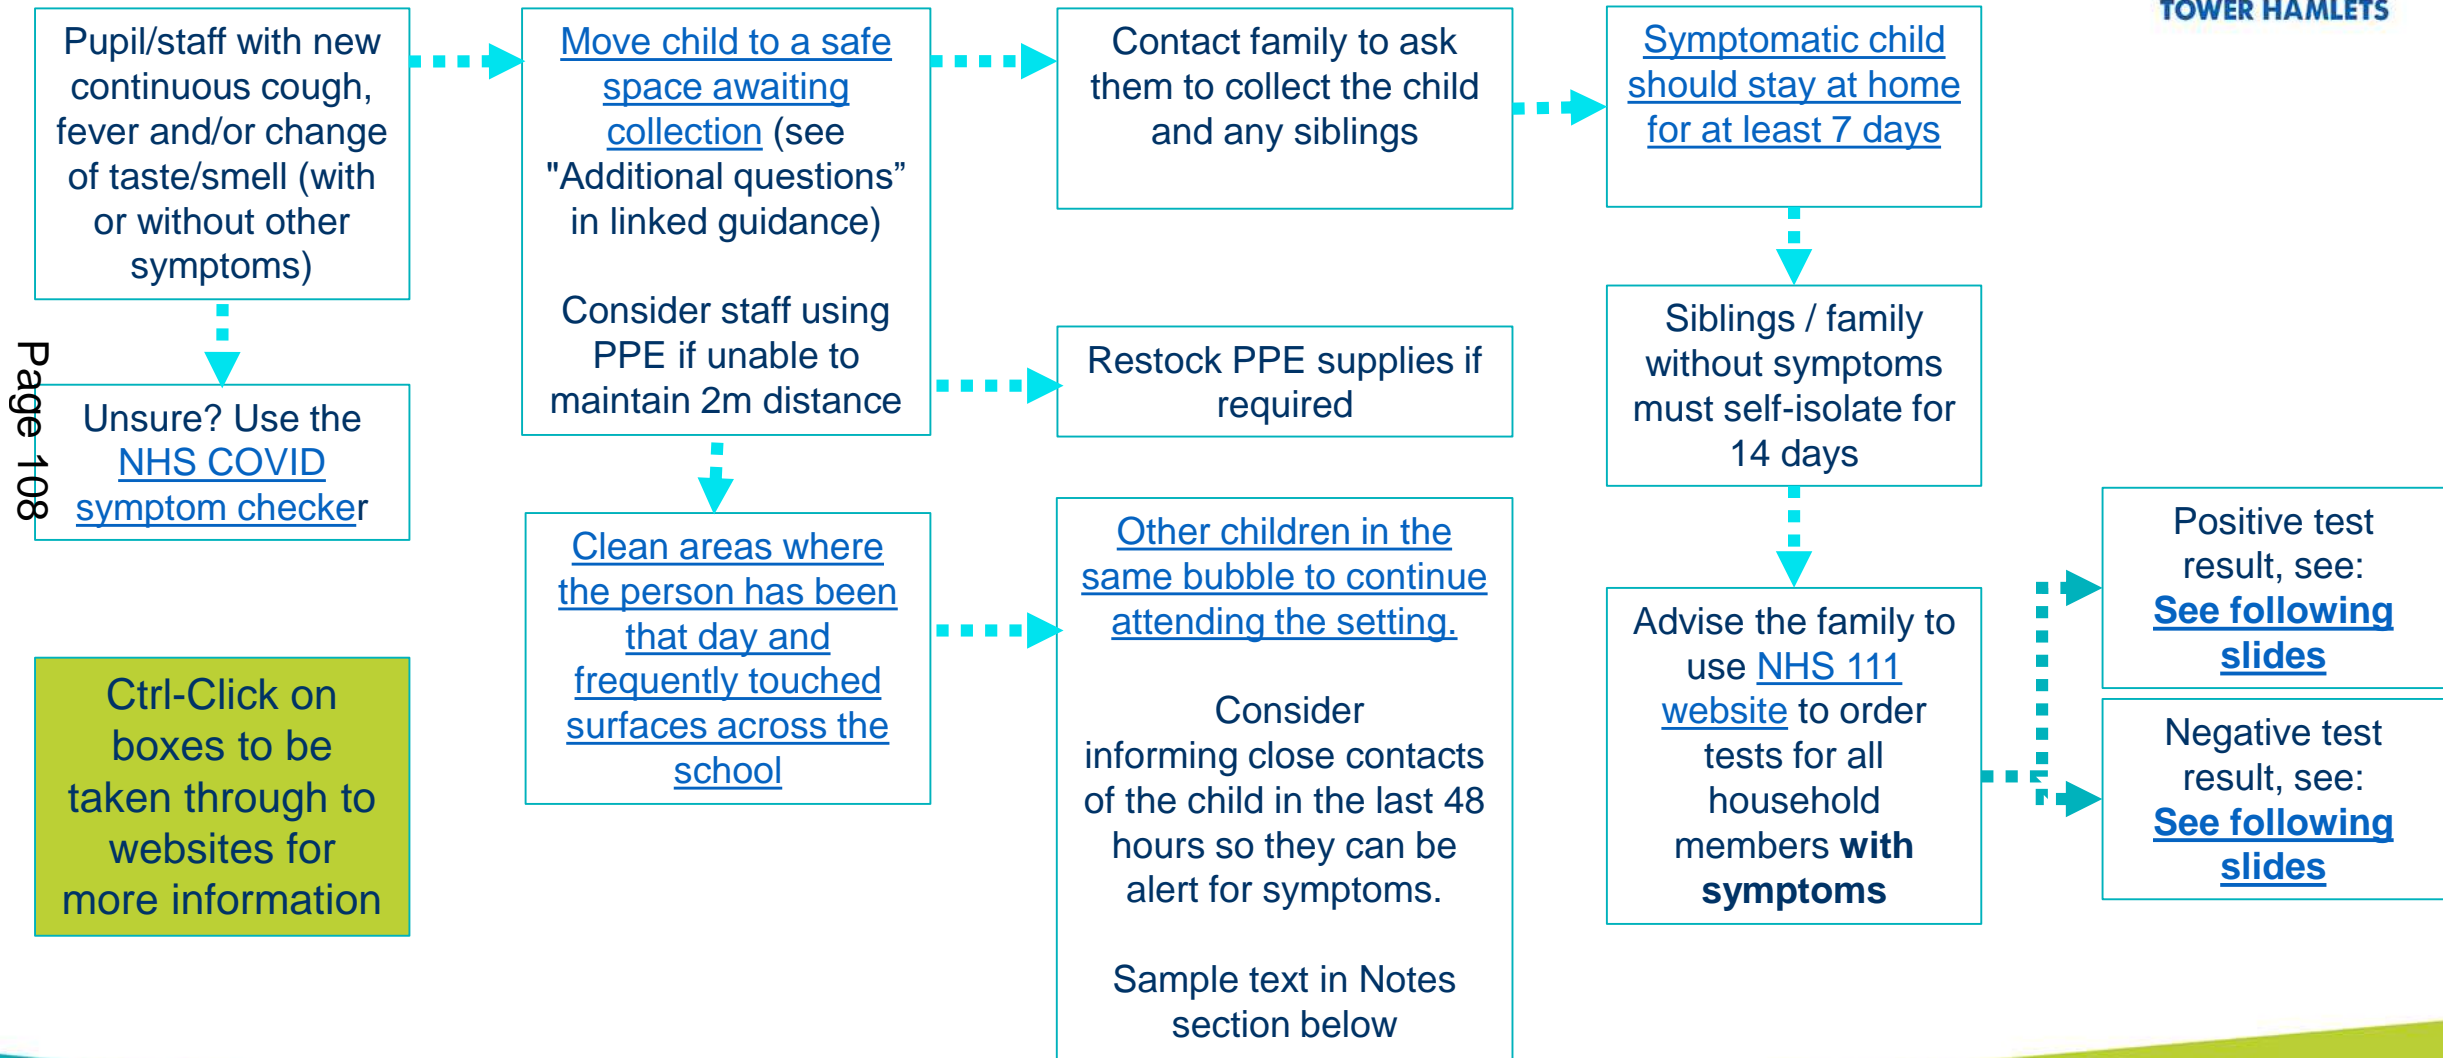 TOWER HAMLETS
Pupil/staff with new
continuous cough,
fever and/or change
of taste/smell (with
or without other
symptoms)
Unsure? Use the
NHS COVID
symptom checker
Ctrl-Click on
boxes to be
taken through to
websites for
more information
Move child to a safe
space awaiting
collection (see
"Additional questions”
in linked guidance)
Consider staff using
PPE if unable to
maintain 2m distance
Clean areas where
the person has been
that day and
frequently touched
surfaces across the
school
Contact family to ask
them to collect the child
and any siblings
Restock PPE supplies if
required
Other children in the
same bubble to continue
attending the setting.
Consider
informing close contacts
of the child in the last 48
hours so they can be
alert for symptoms.
Sample text in Notes
section below
Symptomatic child
should stay at home
for at least 7 days
Siblings / family
without symptoms
must self-isolate for
14 days
Advise the family to
use NHS 111
website to order
tests for all
household
members with
symptoms
Positive test
result, see:
See following
slides
Negative test
result, see:
See following
slides
Page 108